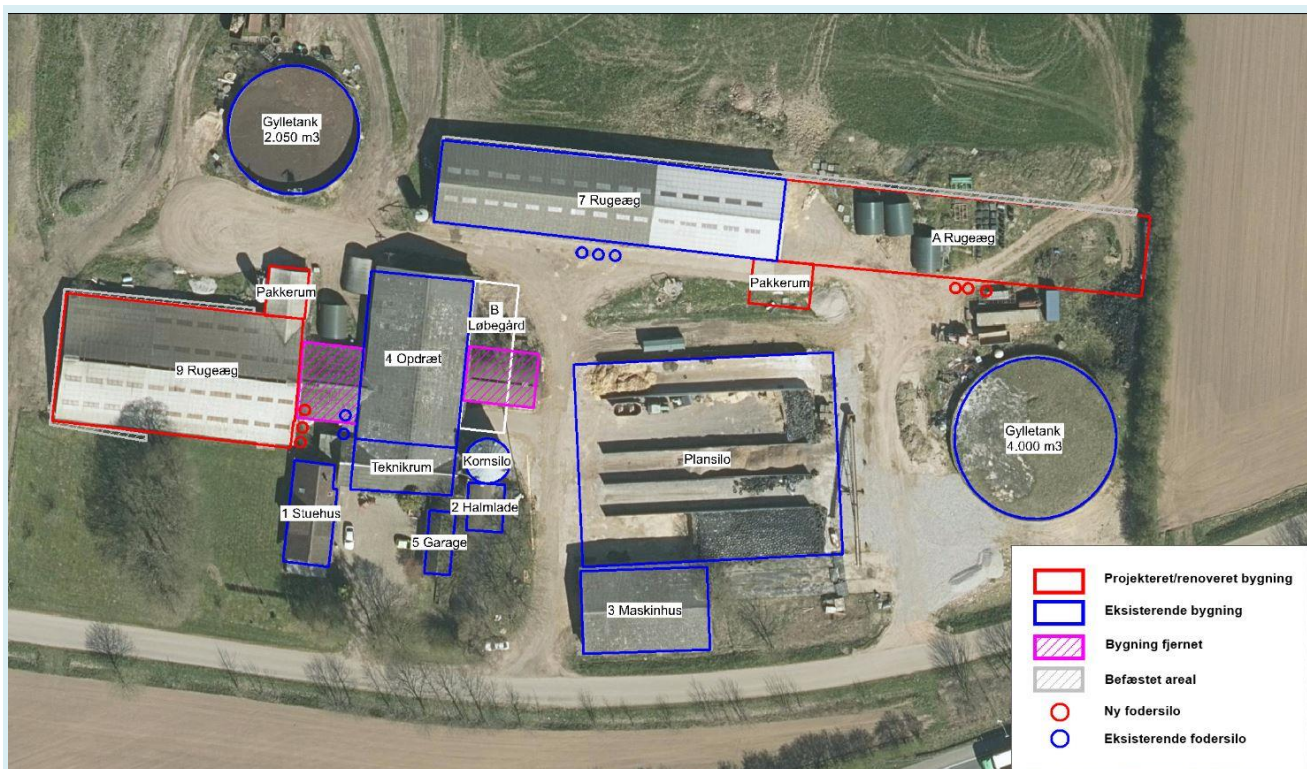 Gylletank
2.050 m3
7 Rugeæg
A Rugeæg
Pakkerum
Pakkerum
B
Løbegård
4 Opdræt
9 Rugeæg
Gylletank
4.000 m3
Plansilo
Kornsilo
Teknikrum
2 Halmlade
1 Stuehus
5 Garage
3 Maskinhus
Projekteret/renoveret bygning
Eksisterende bygning
Bygning fjernet
Befæstet areal
Ny fodersilo
Eksisterende fodersilo